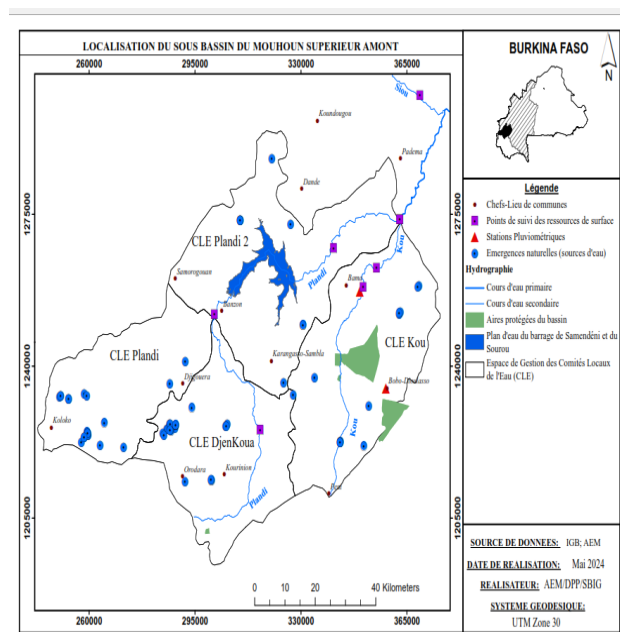 LOCALISATION DU SOUS BASSIN DU MOUHOUN SUPERIEUR AMONT
260000 295000 330000 365000
1275000
1240000
1205000
Siou
Koundougou
Padema
Dande
CLE Plandi 2
Kou
Plandi
Samorogouan
Bama
Banzon
CLE Plandi
CLE Kou
Karangasso-Sambla
Djigouera
Bobo-Dioulasso
Koloko
CLE DjenKoua
Kou
Orodara
Kourinion
Plandi
Peni
0 10 20 40 Kilometers
260000 295000 330000 365000
1275000
1240000
1205000
BURKINA FASO
N
Légende
Chefs-Lieu de communes
Points de suivi des ressources de surface
Stations Pluviométriques
Emergences naturelles (sources d'eau)
Hydrographie
Cours d'eau primaire
Cours d'eau secondaire
Aires protégées du bassin
Plan d'eau du barrage de Samendéni et du
Sourou
Espace de Gestion des Comités Locaux
de l'Eau (CLE)
SOURCE DE DONNEES: IGB; AEM
DATE DE REALISATION: Mai 2024
REALISATEUR: AEM/DPP/SBIG
SYSTEME GEODESIQUE:
UTM Zone 30